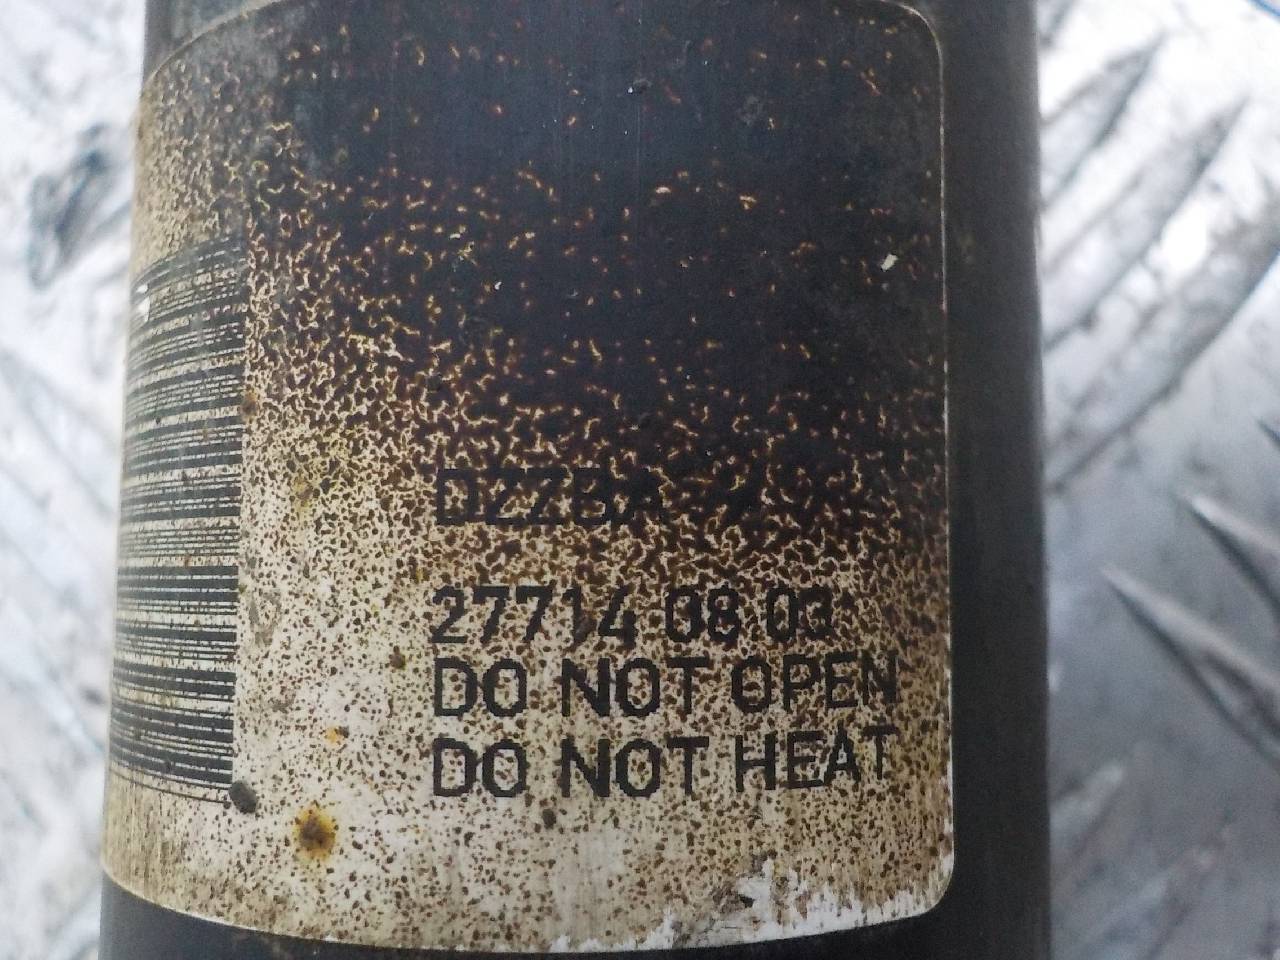 DZZBA
27714 08 03
DO NOT OPEN
DO NOT HEAT